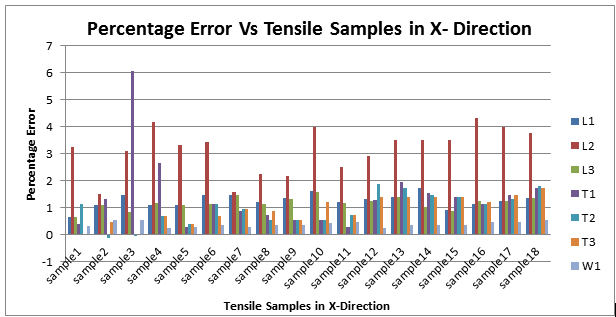 Percentage Error Vs Tensile Samples in X- Direction
7
6
5
4
3
2
1
0
-1
Percentage Error
sample1
sample2
sample3
sample4
sample5
sample6
sample7
sample8
sample9
sample10
sample11
sample12
sample13
sample14
sample15
sample16
sample17
sample18
Tensile Samples in X-Direction
L1
L2
L3
T1
T2
T3
W1